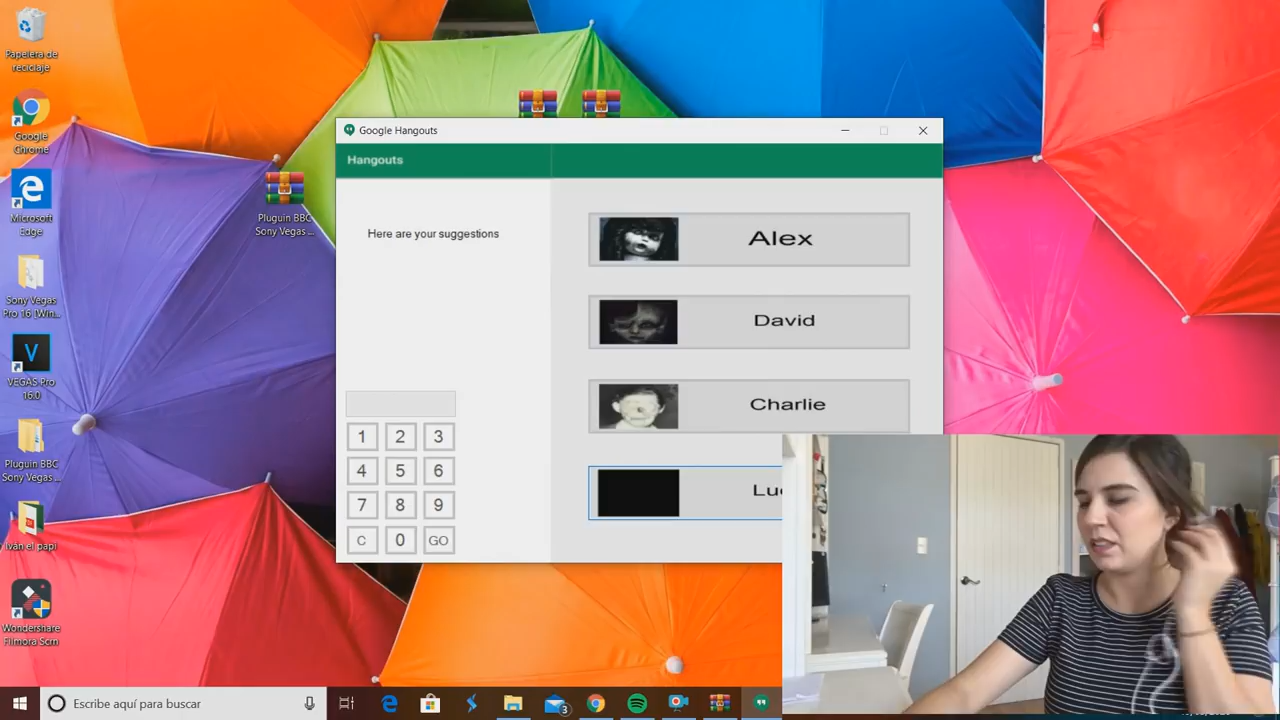 Papelera de
reciclaje
Google
Chrome
Microsoft
Edge
Sony Vegas
Pro 16 [Win...
VEGAS Pro
16.0
Pluguin BBC
Sony Vegas ...
Iván el papi
Wondershare
Filmora Scrn
Pluguin BBC
Sony Vegas ...
Google Hangouts
Hangouts
Here are your suggestions
Alex
David
Charlie
1 2 3
4 5 6
7 8 9
C 0 GO
Escribe aquí para buscar
3